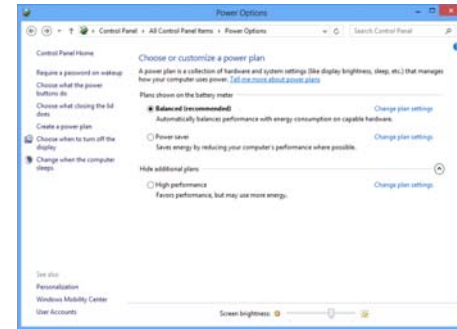 Power Options
Control Panel › All Control Panel Items › Power Options
Search Control Panel
Control Panel Home
Require a password on wakeup
Choose what the power buttons do
Choose what closing the lid does
Create a power plan
Choose when to turn off the display
Change when the computer sleeps
Choose or customize a power plan
A power plan is a collection of hardware and system settings (like display brightness, sleep, etc.) that manages
how your computer uses power. Tell me more about power plans
Plans shown on the battery meter
Balanced (recommended) Change plan settings
Automatically balances performance with energy consumption on capable hardware.
Power saver Change plan settings
Saves energy by reducing your computer's performance where possible.
Hide additional plans
High performance Change plan settings
Favors performance, but may use more energy.
See also
Personalization
Windows Mobility Center
User Accounts
Screen brightness: